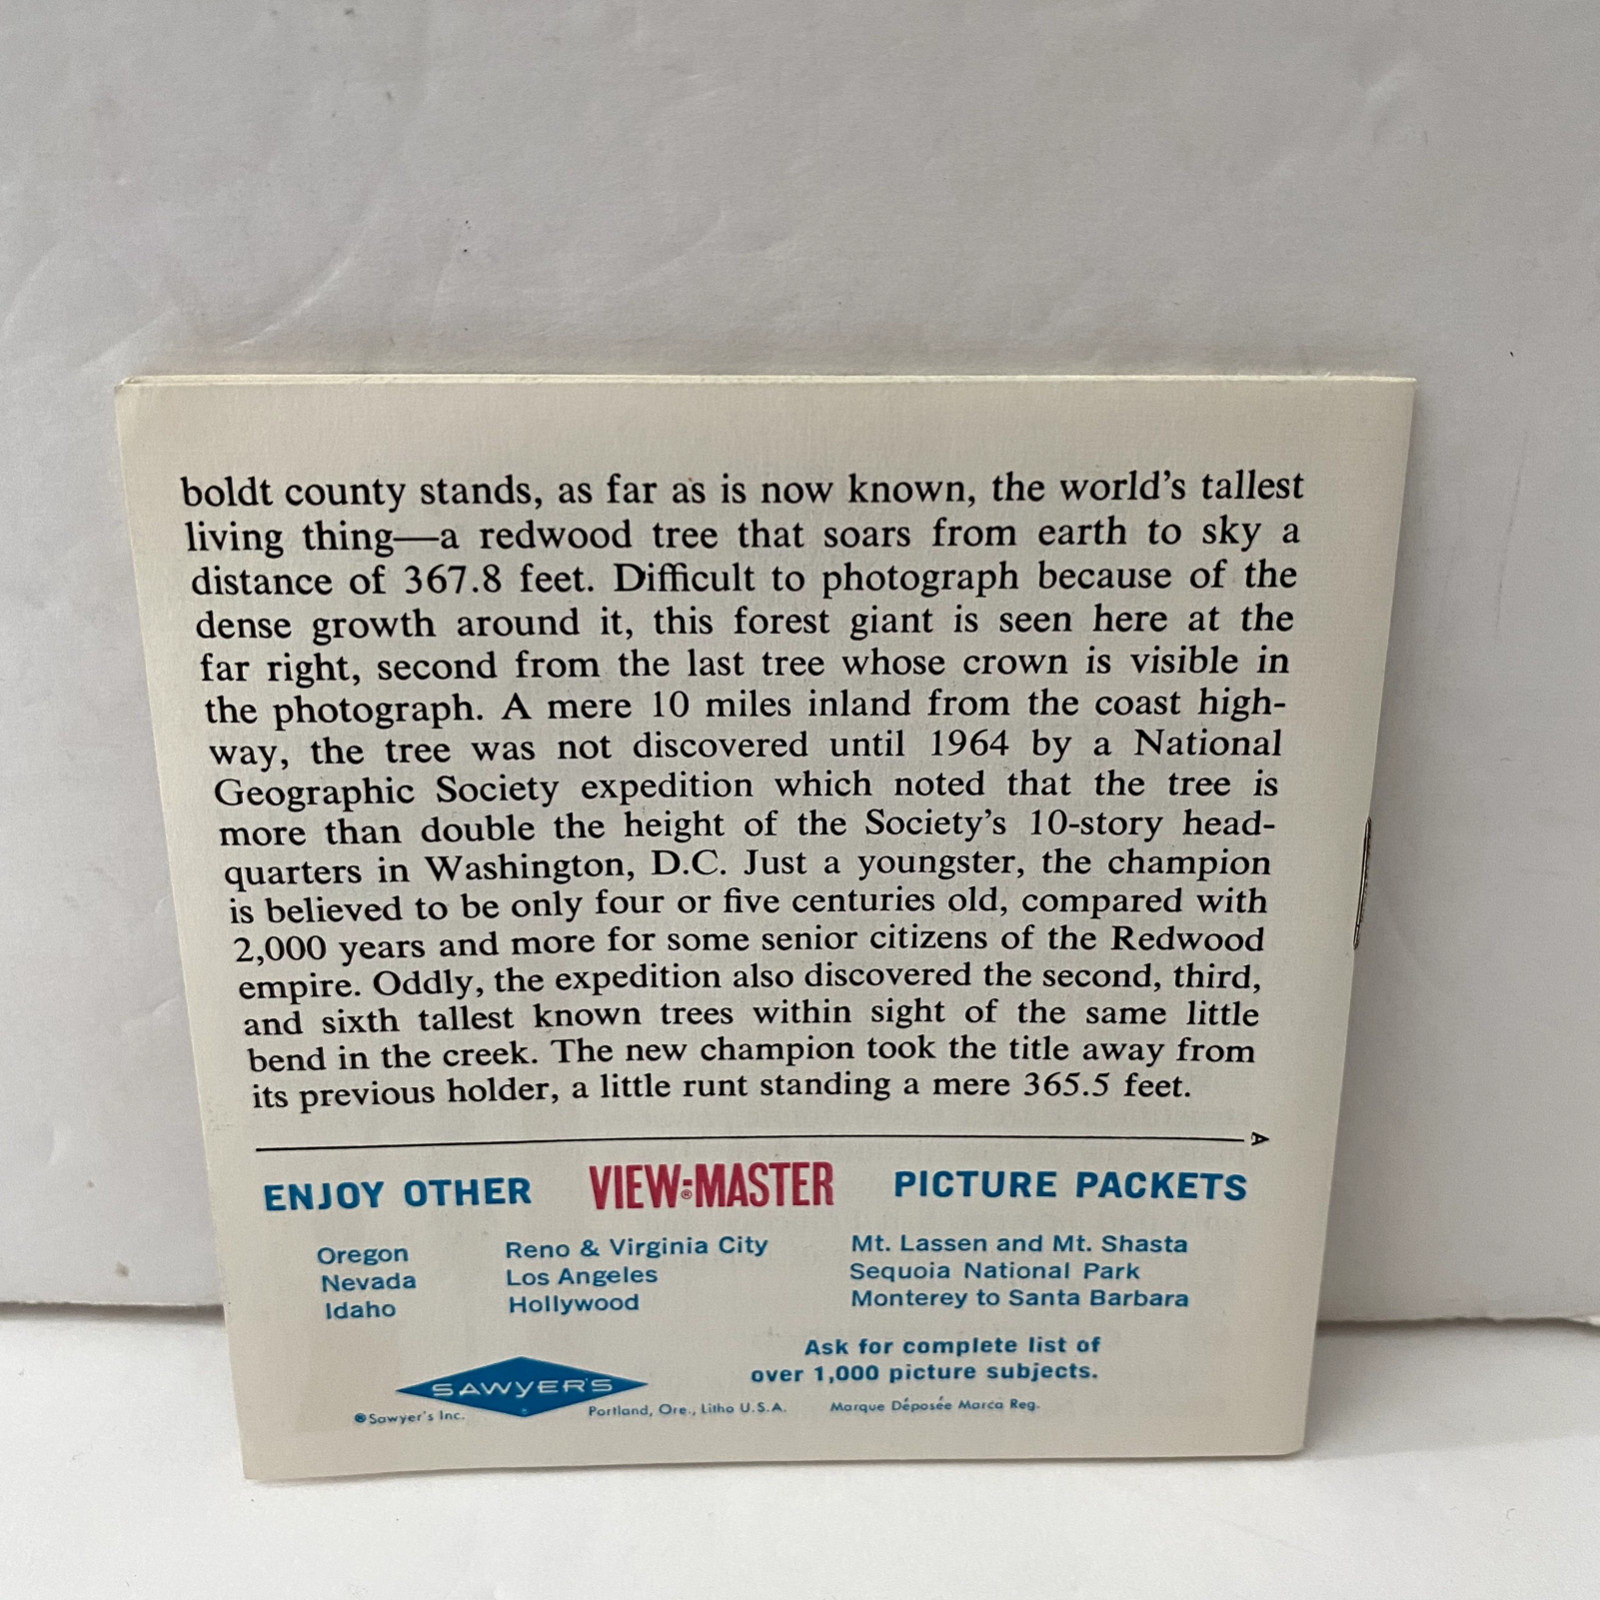 boldt county stands, as far as is now known, the world's tallest
living thing—a redwood tree that soars from earth to sky a
distance of 367.8 feet. Difficult to photograph because of the
dense growth around it, this forest giant is seen here at the
far right, second from the last tree whose crown is visible in
the photograph. A mere 10 miles inland from the coast high-
way, the tree was not discovered until 1964 by a National
Geographic Society expedition which noted that the tree is
more than double the height of the Society's 10-story head-
quarters in Washington, D.C. Just a youngster, the champion
is believed to be only four or five centuries old, compared with
2,000 years and more for some senior citizens of the Redwood
empire. Oddly, the expedition also discovered the second, third,
and sixth tallest known trees within sight of the same little
bend in the creek. The new champion took the title away from
its previous holder, a little runt standing a mere 365.5 feet.
A
ENJOY OTHER VIEW-MASTER® PICTURE PACKETS
Oregon Reno & Virginia City Mt. Lassen and Mt. Shasta
Nevada Los Angeles Sequoia National Park
Idaho Hollywood Monterey to Santa Barbara
Ask for complete list of
over 1,000 picture subjects.
SAWYER'S
®Sawyer's Inc. Portland, Ore., Litho U.S.A. Marque Déposée Marca Reg.